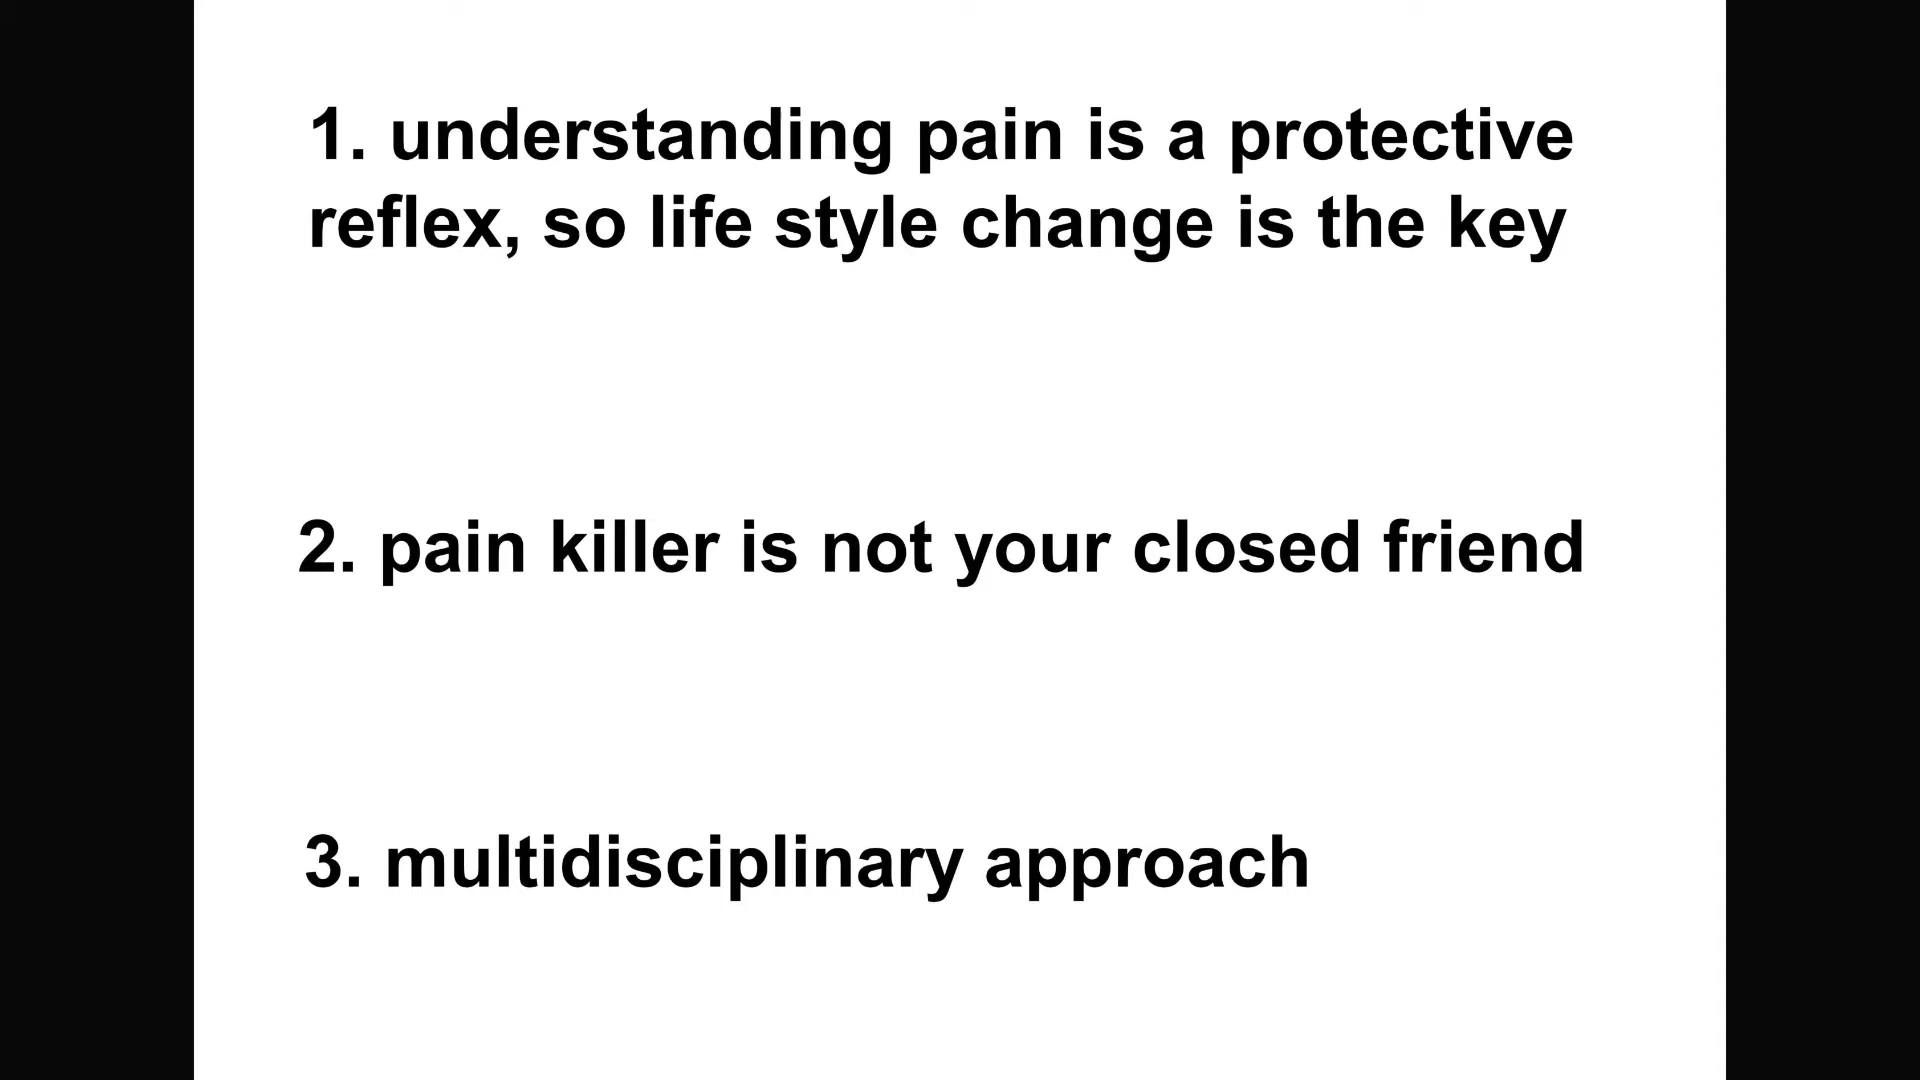 1. understanding pain is a protective
reflex, so life style change is the key
2. pain killer is not your closed friend
3. multidisciplinary approach